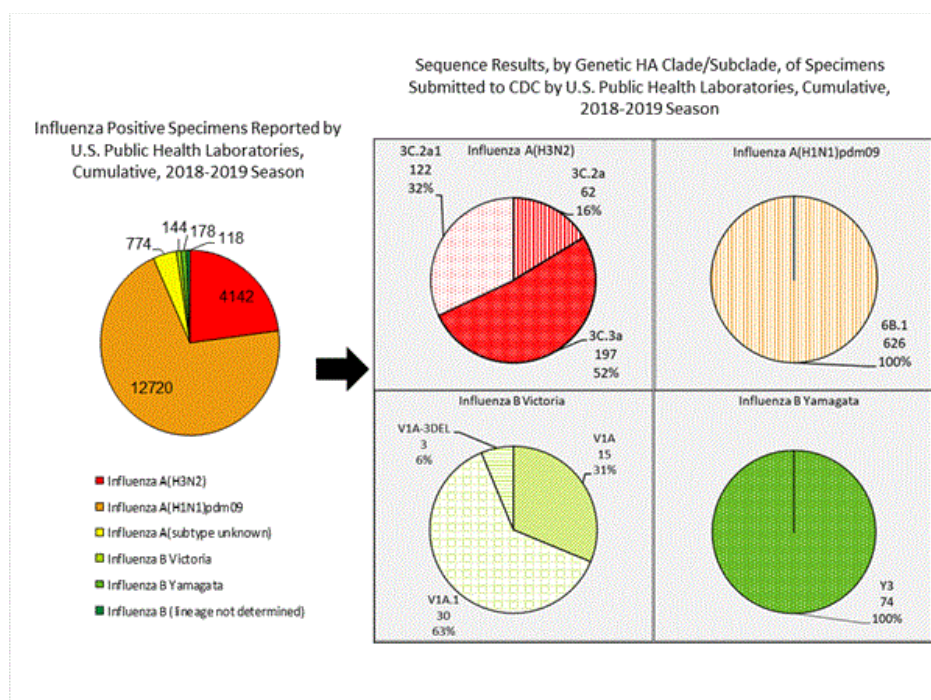 Sequence Results, by Genetic HA Clade/Subclade, of Specimens
Submitted to CDC by U.S. Public Health Laboratories, Cumulative,
2018-2019 Season
Influenza Positive Specimens Reported by
U.S. Public Health Laboratories,
Cumulative, 2018-2019 Season
144
178
774
118
4142
12720
Influenza A(H3N2)
Influenza A(H1N1)pdm09
Influenza A(subtype unknown)
Influenza B Victoria
Influenza B Yamagata
Influenza B (lineage not determined)
Influenza A(H3N2)
3C.2a1
122
32%
3C.2a
62
16%
3C.3a
197
52%
Influenza A(H1N1)pdm09
6B.1
626
100%
Influenza B Victoria
V1A-3DEL
3
6%
V1A
15
31%
V1A.1
30
63%
Influenza B Yamagata
Y3
74
100%